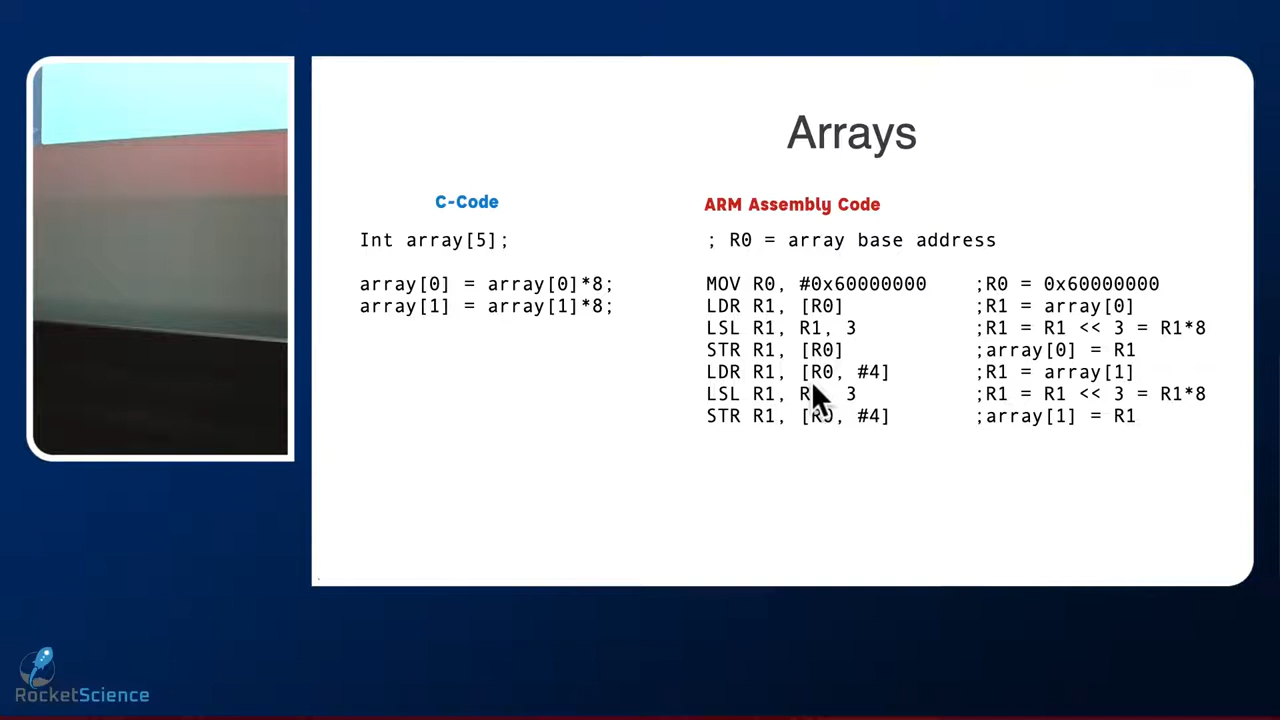 Arrays
C-Code
Int array[5];
array[0] = array[0]*8;
array[1] = array[1]*8;
ARM Assembly Code
; R0 = array base address
MOV R0, #0x60000000 ;R0 = 0x60000000
LDR R1, [R0] ;R1 = array[0]
LSL R1, R1, 3 ;R1 = R1 << 3 = R1*8
STR R1, [R0] ;array[0] = R1
LDR R1, [R0, #4] ;R1 = array[1]
LSL R1, 3 ;R1 = R1 << 3 = R1*8
STR R1, [R0, #4] ;array[1] = R1
RocketScience